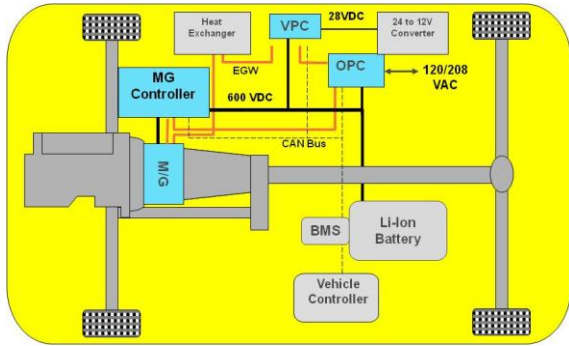 Heat
Exchanger
VPC
28VDC
24 to 12V
Converter
EGW
OPC
120/208
VAC
MG
Controller
600 VDC
CAN Bus
M/G
BMS
Li-Ion
Battery
Vehicle
Controller